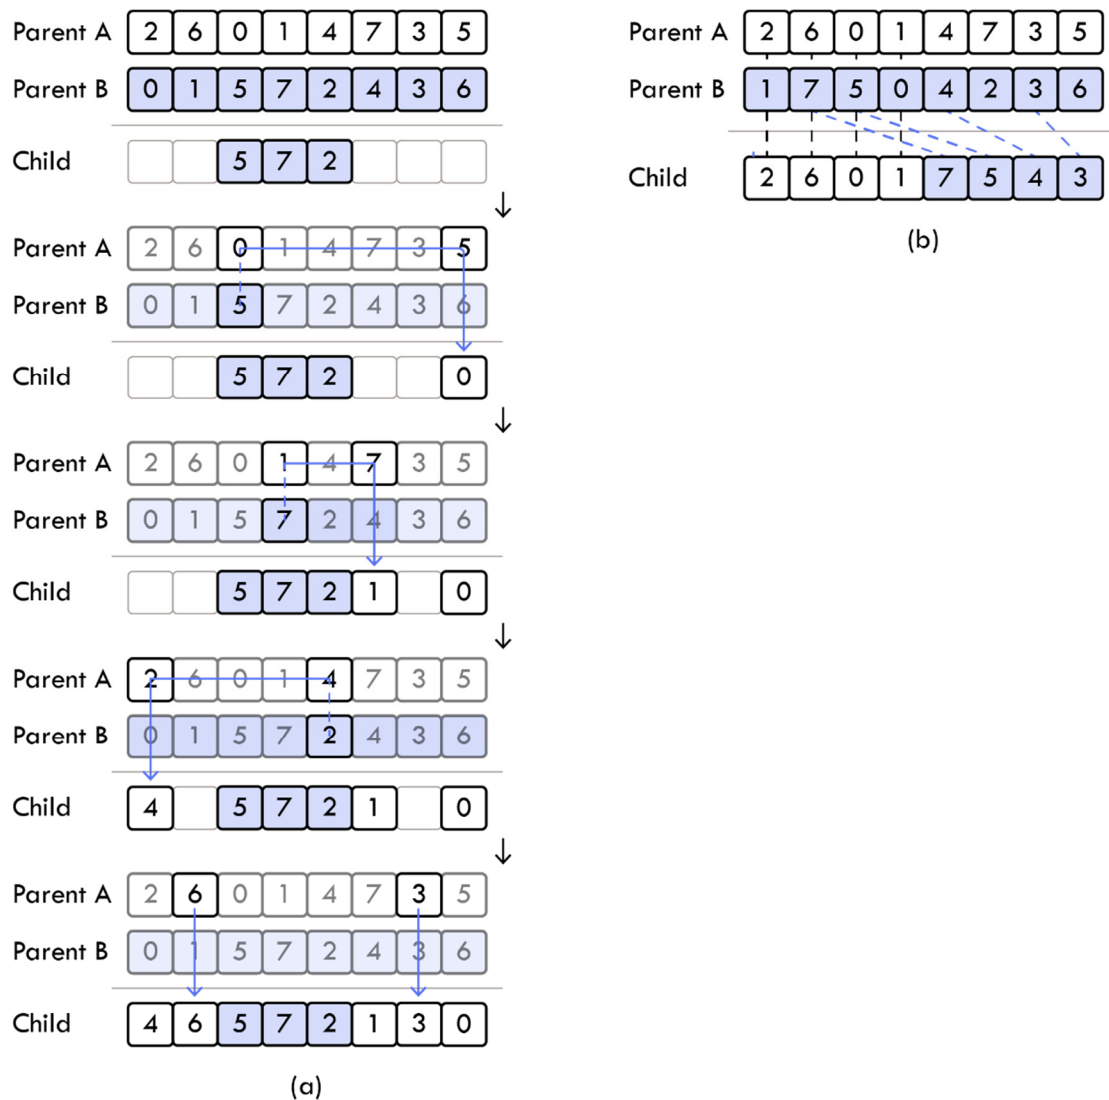 Parent A 2 6 0 1 4 7 3 5
Parent B 0 1 5 7 2 4 3 6
Child 5 7 2
Parent A 2 6 0 1 4 7 3 5
Parent B 0 1 5 7 2 4 3 6
Child 5 7 2 0
Parent A 2 6 0 1 4 7 3 5
Parent B 0 1 5 7 2 4 3 6
Child 5 7 2 1 0
Parent A 2 6 0 1 4 7 3 5
Parent B 0 1 5 7 2 4 3 6
Child 4 5 7 2 1 0
Parent A 2 6 0 1 4 7 3 5
Parent B 0 1 5 7 2 4 3 6
Child 4 6 5 7 2 1 3 0
(a)
Parent A 2 6 0 1 4 7 3 5
Parent B 1 7 5 0 4 2 3 6
Child 2 6 0 1 7 5 4 3
(b)